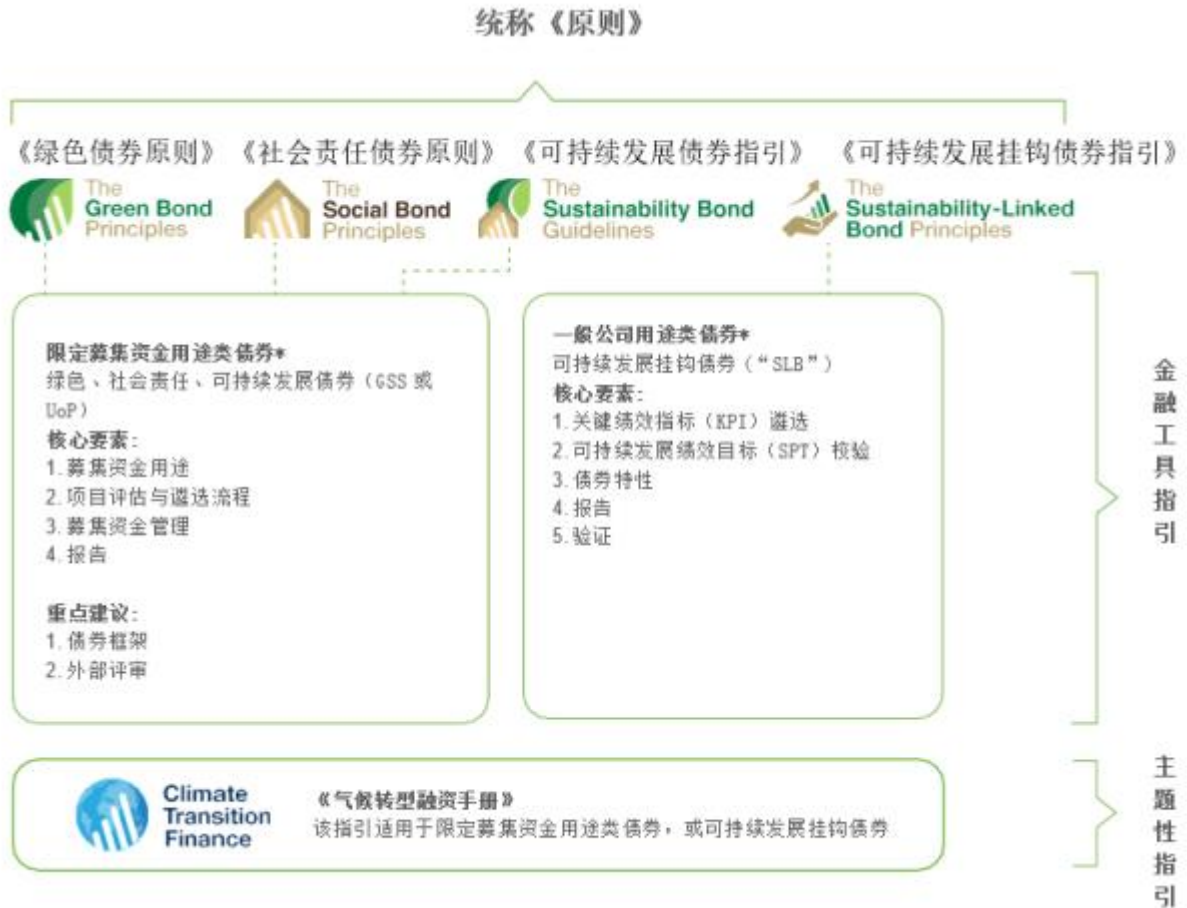 统称《原则》
《绿色债券原则》 《社会责任债券原则》 《可持续发展债券指引》 《可持续发展挂钩债券指引》
The
Green Bond
Principles
The
Social Bond
Principles
The
Sustainability Bond
Guidelines
The
Sustainability-Linked
Bond Principles
限定募集资金用途类债券*
绿色、社会责任、可持续发展债券（GSS 或
UoP）
核心要素：
1.募集资金用途
2.项目评估与遴选流程
3.募集资金管理
4.报告
重点建议：
1.债券框架
2.外部评审
一般公司用途类债券*
可持续发展挂钩债券（“SLB”）
核心要素：
1.关键绩效指标（KPI）遴选
2.可持续发展绩效目标（SPT）校验
3.债券特性
4.报告
5.验证
金融工具指引
Climate
Transition
Finance
《气候转型融资手册》
该指引适用于限定募集资金用途类债券，或可持续发展挂钩债券
主题性指引